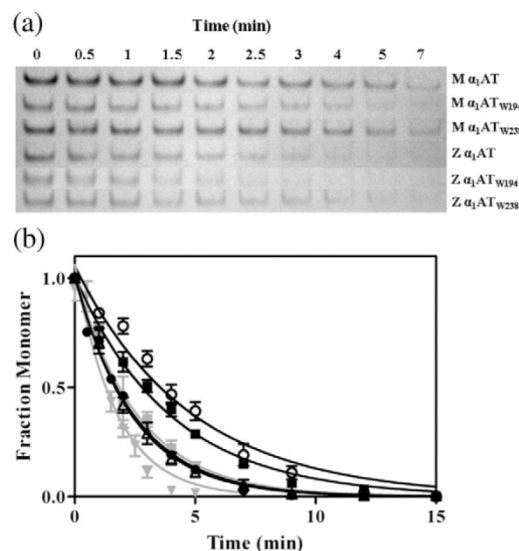 (a)
Time (min)
0 0.5 1 1.5 2 2.5 3 4 5 7
M α₁AT
M α₁ATW194
M α₁ATW238
Z α₁AT
Z α₁ATW194
Z α₁ATW238
(b)
Fraction Monomer
1.0
0.5
0.0
0 5 10 15
Time (min)